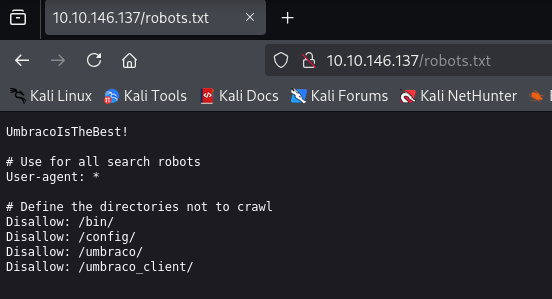 10.10.146.137/robots.txt
10.10.146.137/robots.txt
Kali Linux Kali Tools Kali Docs Kali Forums Kali NetHunter
UmbracoIsTheBest!
# Use for all search robots
User-agent: *
# Define the directories not to crawl
Disallow: /bin/
Disallow: /config/
Disallow: /umbraco/
Disallow: /umbraco_client/